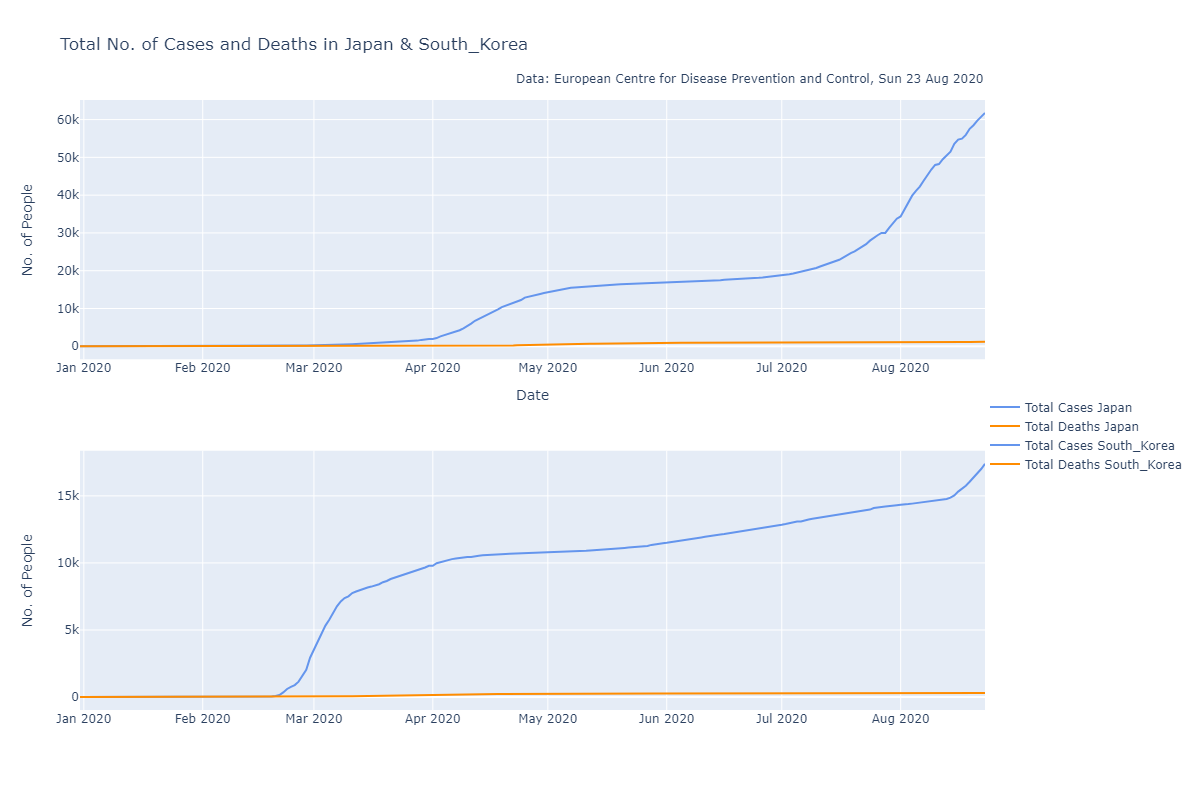 Total No. of Cases and Deaths in Japan & South_Korea
Data: European Centre for Disease Prevention and Control, Sun 23 Aug 2020
No. of People
60k
50k
40k
30k
20k
10k
0
Jan 2020 Feb 2020 Mar 2020 Apr 2020 May 2020 Jun 2020 Jul 2020 Aug 2020
Date
Total Cases Japan
Total Deaths Japan
Total Cases South_Korea
Total Deaths South_Korea
No. of People
15k
10k
5k
0
Jan 2020 Feb 2020 Mar 2020 Apr 2020 May 2020 Jun 2020 Jul 2020 Aug 2020